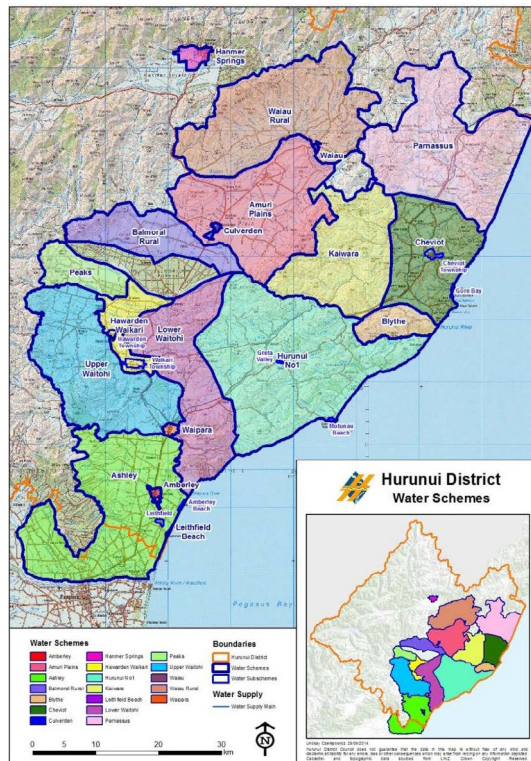 Hanmer
Springs
Waiau
Rural
Parnassus
Waiau
Amuri
Plains
Culverden
Balmoral
Rural
Cheviot
Cheviot
Township
Kaiwara
Peaks
Gore Bay
Hurunui River
Blythe
Hawarden
Waikari
Hawarden
Township
Lower
Waitohi
Waikari
Township
Upper
Waitohi
Greta
Valley
Hurunui
No1
Motunau
Beach
Waipara
Ashley
Amberley
Amberley
Beach
Leithfield
Leithfield
Beach
Pegasus Bay
Hurunui District
Water Schemes
Water Schemes
Amberley
Amuri Plains
Ashley
Balmoral Rural
Blythe
Cheviot
Culverden
Hanmer Springs
Hawarden Waikari
Hurunui No1
Kaiwara
Leithfield Beach
Lower Waitohi
Parnassus
Peaks
Upper Waitohi
Waiau
Waiau Rural
Waipara
Boundaries
Hurunui District
Water Schemes
Water Subschemes
Water Supply
Water Supply Main
0 10 20 30
km
N